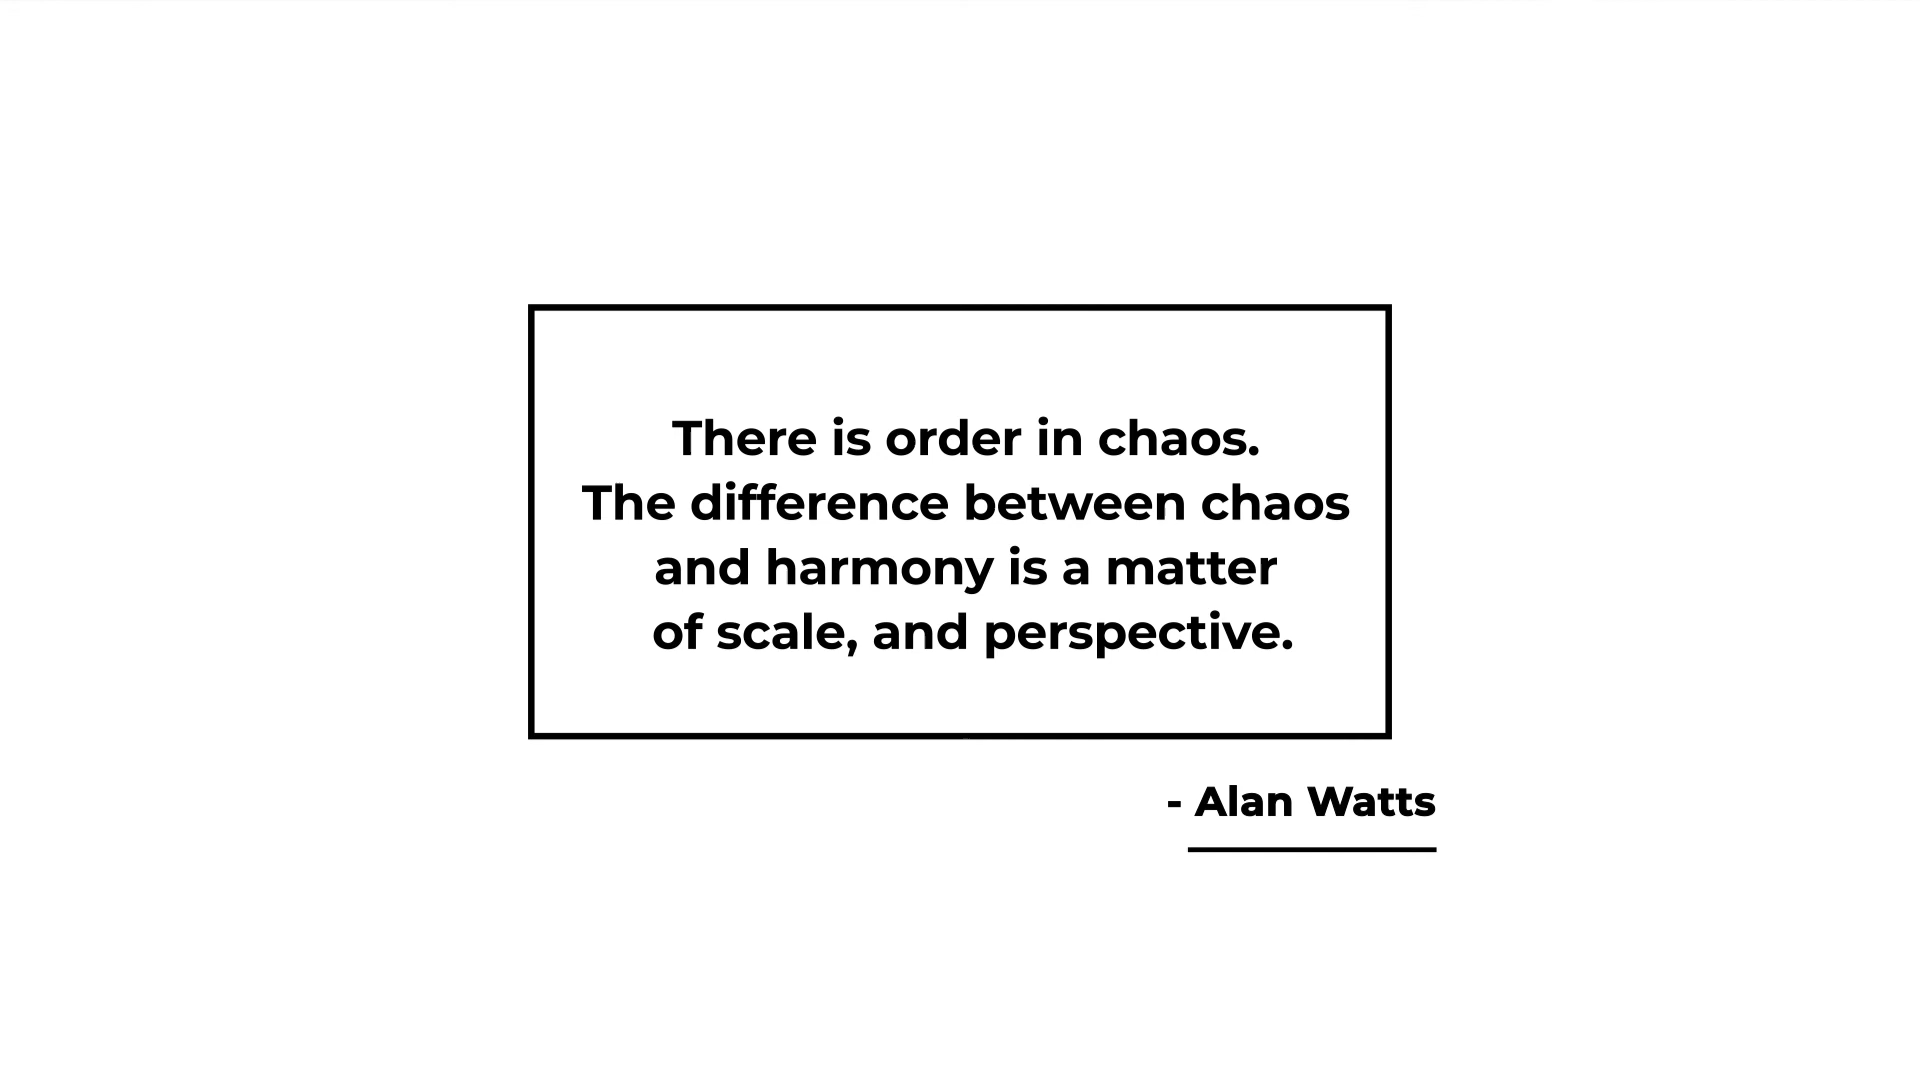 There is order in chaos.
The difference between chaos
and harmony is a matter
of scale, and perspective.
- Alan Watts